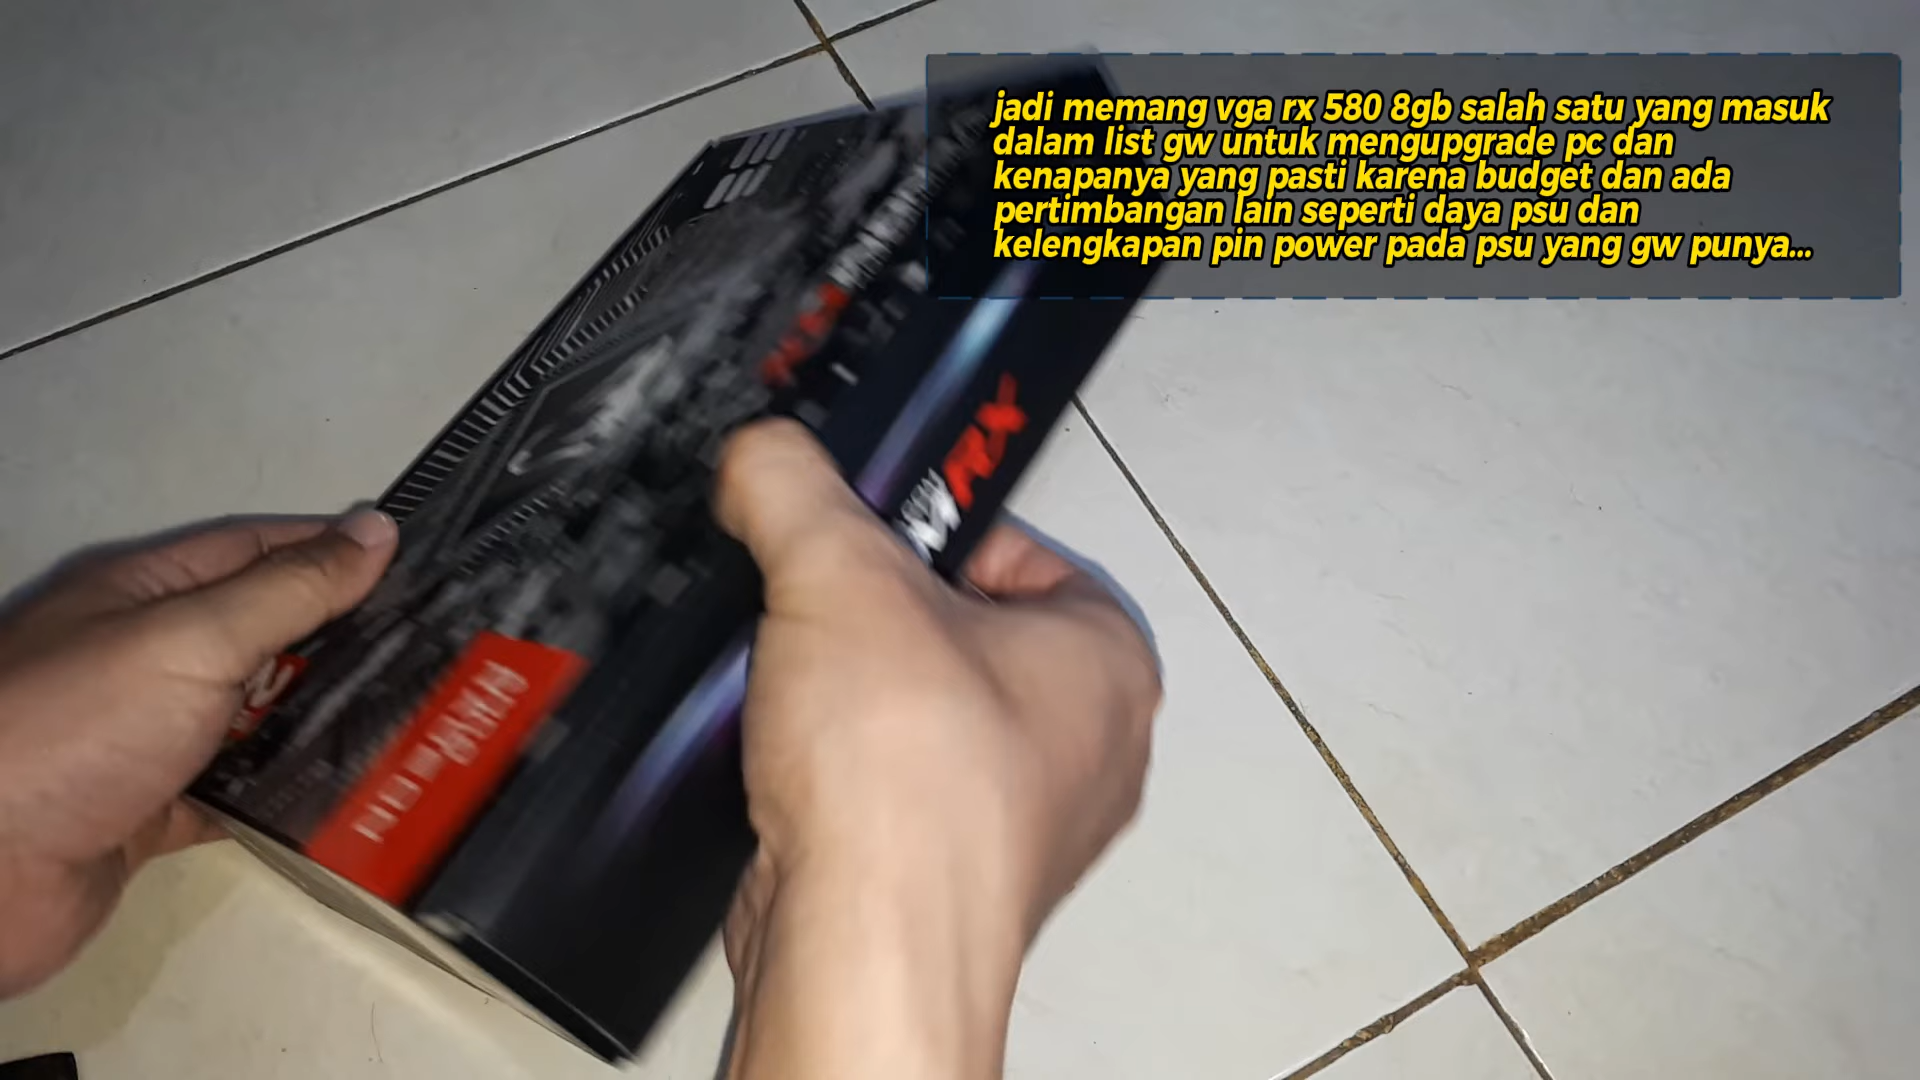 jadi memang vga rx 580 8gb salah satu yang masuk
dalam list gw untuk mengupgrade pc dan
kenapanya yang pasti karena budget dan ada
pertimbangan lain seperti daya psu dan
kelengkapan pin power pada psu yang gw punya...
RX